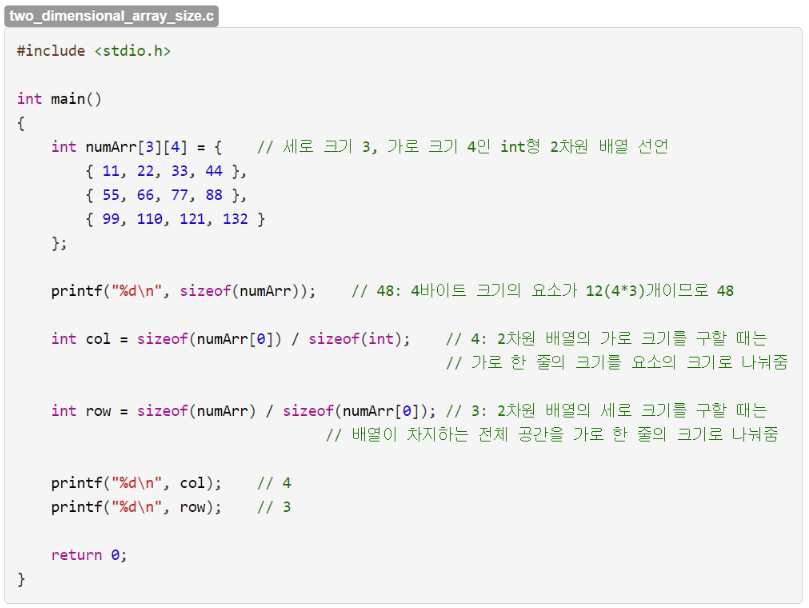 two_dimensional_array_size.c
#include <stdio.h>
int main()
{
int numArr[3][4] = {    // 세로 크기 3, 가로 크기 4인 int형 2차원 배열 선언
{ 11, 22, 33, 44 },
{ 55, 66, 77, 88 },
{ 99, 110, 121, 132 }
};
printf("%d\n", sizeof(numArr));    // 48: 4바이트 크기의 요소가 12(4*3)개이므로 48
int col = sizeof(numArr[0]) / sizeof(int);    // 4: 2차원 배열의 가로 크기를 구할 때는
// 가로 한 줄의 크기를 요소의 크기로 나눠줌
int row = sizeof(numArr) / sizeof(numArr[0]); // 3: 2차원 배열의 세로 크기를 구할 때는
// 배열이 차지하는 전체 공간을 가로 한 줄의 크기로 나눠줌
printf("%d\n", col);    // 4
printf("%d\n", row);    // 3
return 0;
}